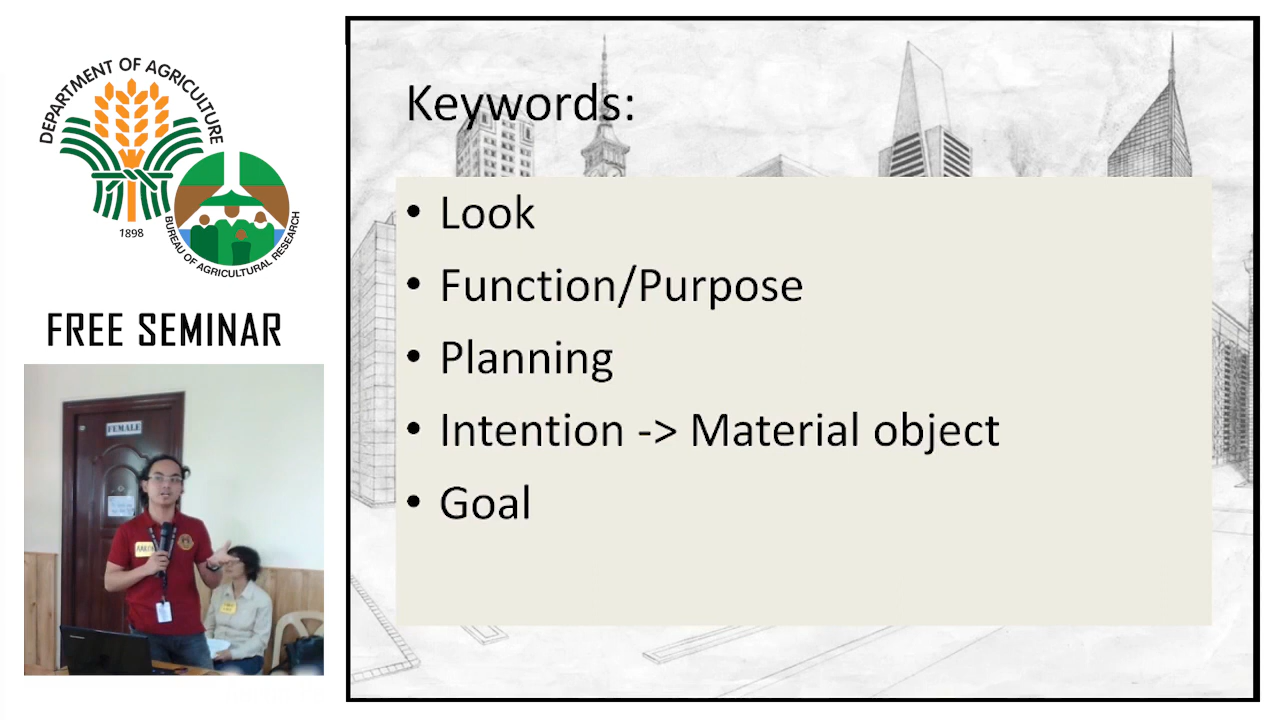 DEPARTMENT OF AGRICULTURE
1898
BUREAU OF AGRICULTURAL RESEARCH
FREE SEMINAR
FEMALE
Keywords:
• Look
• Function/Purpose
• Planning
• Intention -> Material object
• Goal